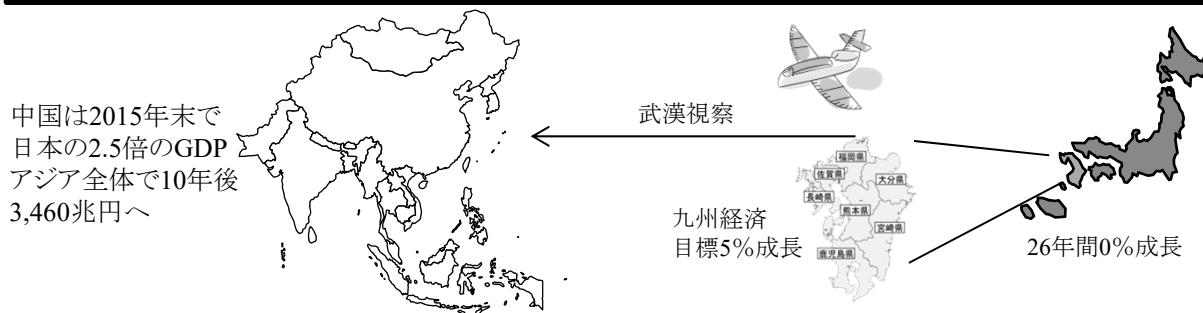 中国は2015年末で
日本の2.5倍のGDP
アジア全体で10年後
3,460兆円へ
武漢視察
福岡県
佐賀県
大分県
長崎県
熊本県
宮崎県
鹿児島県
九州経済
目標5%成長
26年間0%成長